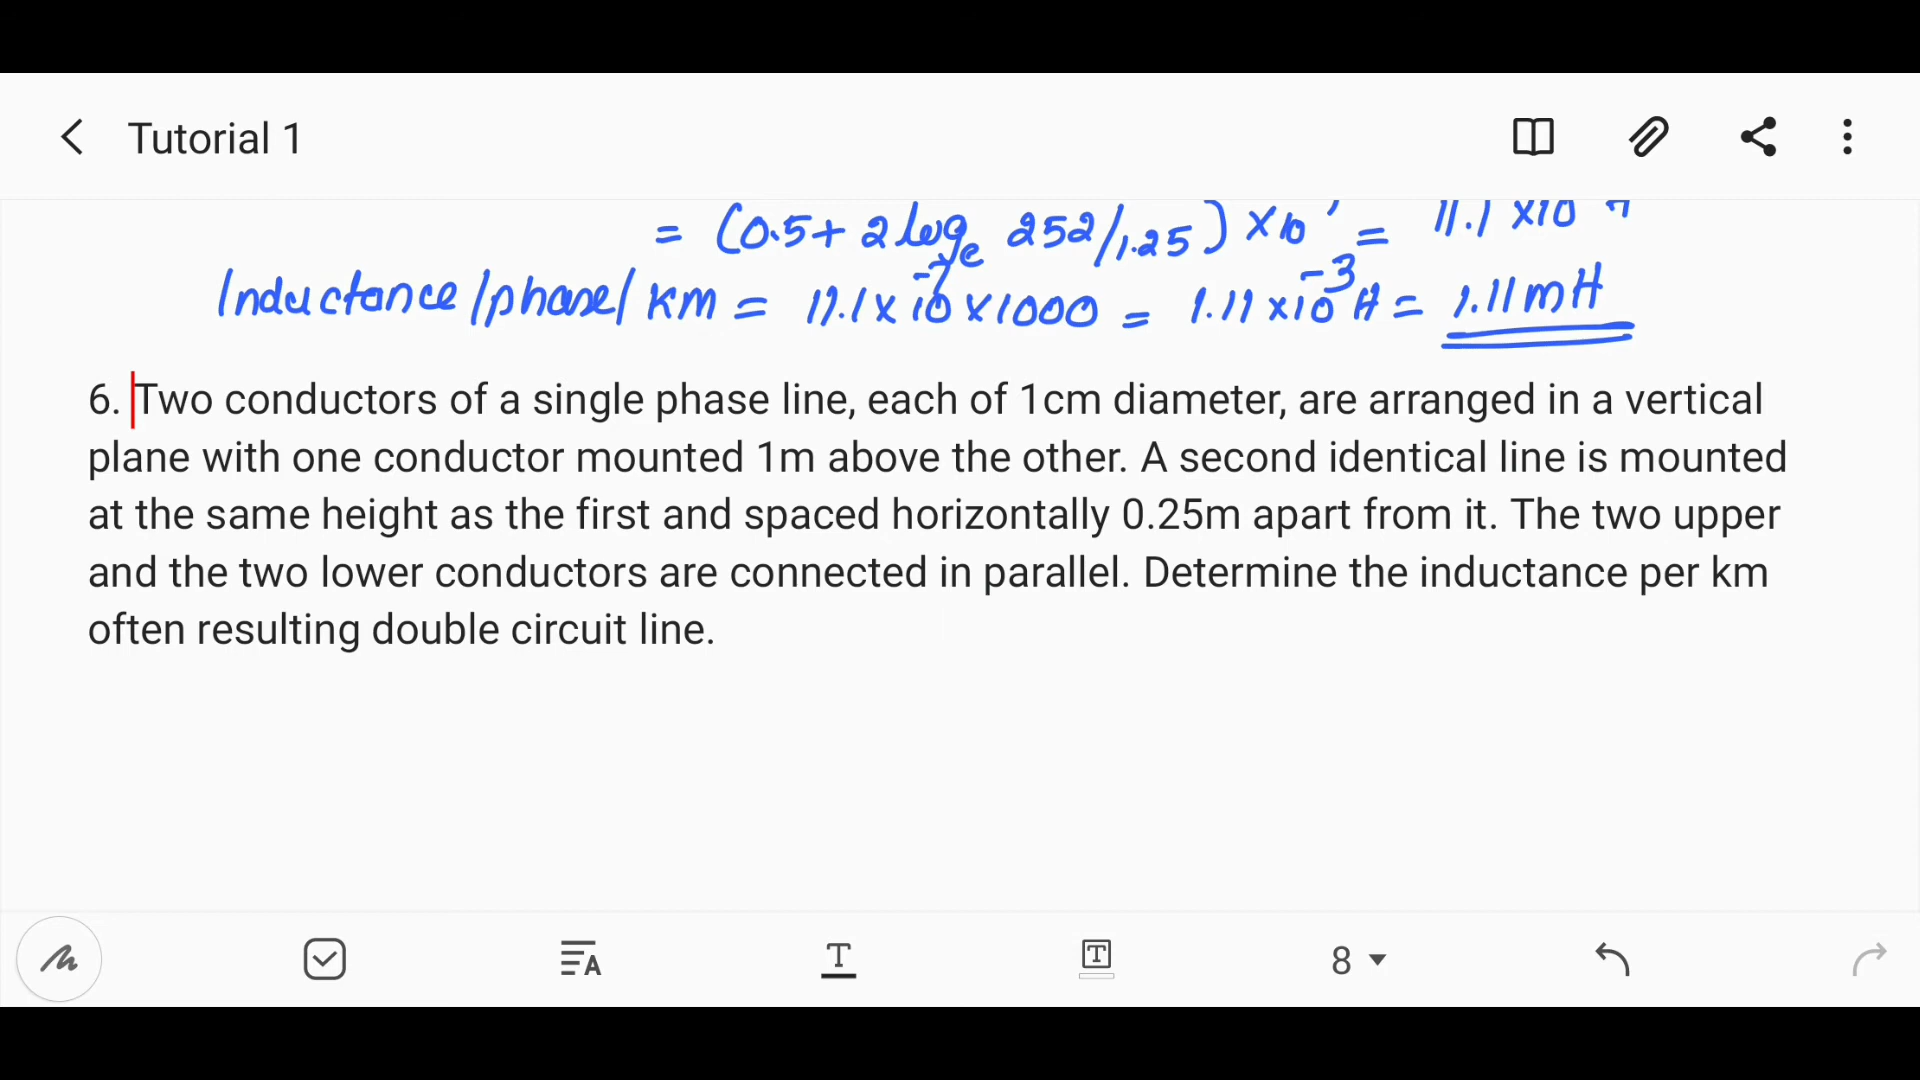 Tutorial 1
= (0.5+ 2 loge 252/1.25) ×10 = 11.1 ×10
Inductance/phase/km = 11.1 × 10⁻⁷ × 1000 = 1.11 ×10⁻³ H = 1.11 mH
6. Two conductors of a single phase line, each of 1cm diameter, are arranged in a vertical
plane with one conductor mounted 1m above the other. A second identical line is mounted
at the same height as the first and spaced horizontally 0.25m apart from it. The two upper
and the two lower conductors are connected in parallel. Determine the inductance per km
often resulting double circuit line.
A T T 8